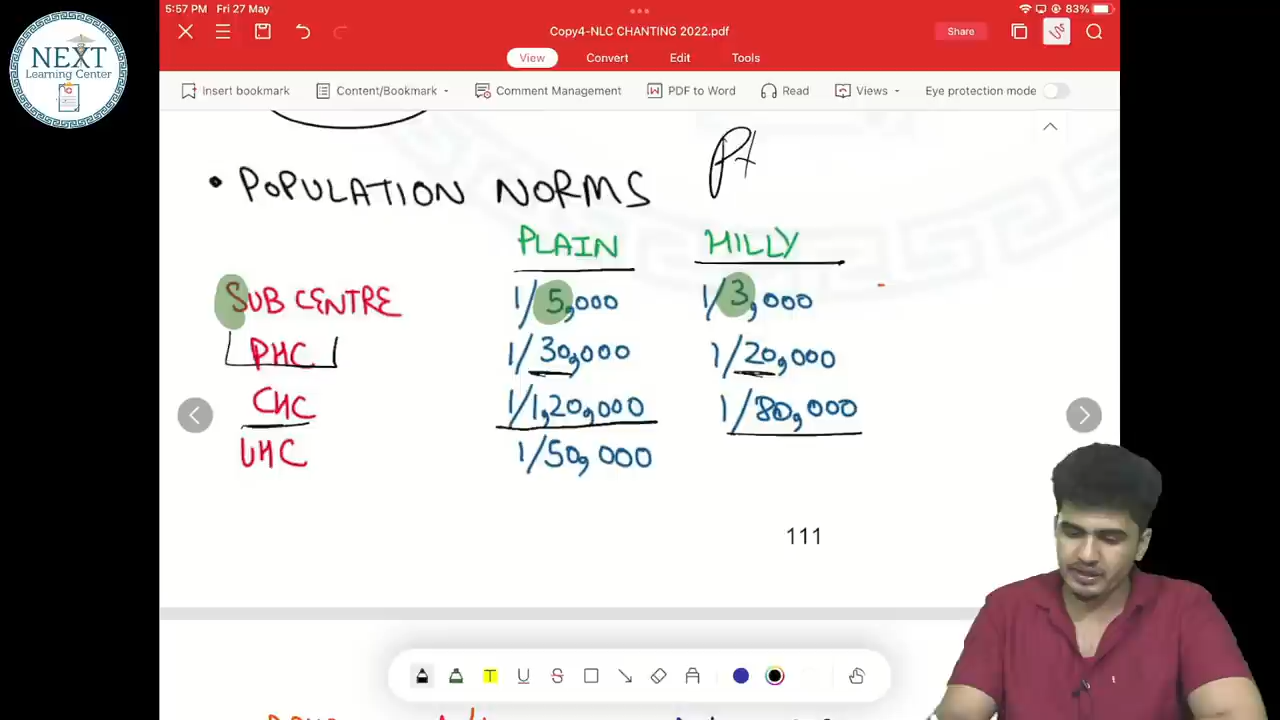 5:57 PM Fri 27 May
83%
NEXT
Learning Center
Copy4-NLC CHANTING 2022.pdf
Share
View Convert Edit Tools
Insert bookmark Content/Bookmark Comment Management PDF to Word Read Views Eye protection mode
• POPULATION NORMS
PLAIN HILLY
SUB CENTRE 1/5,000 1/3,000
PHC 1/30,000 1/20,000
CHC 1/1,20,000 1/80,000
UHC 1/50,000
111
T U S